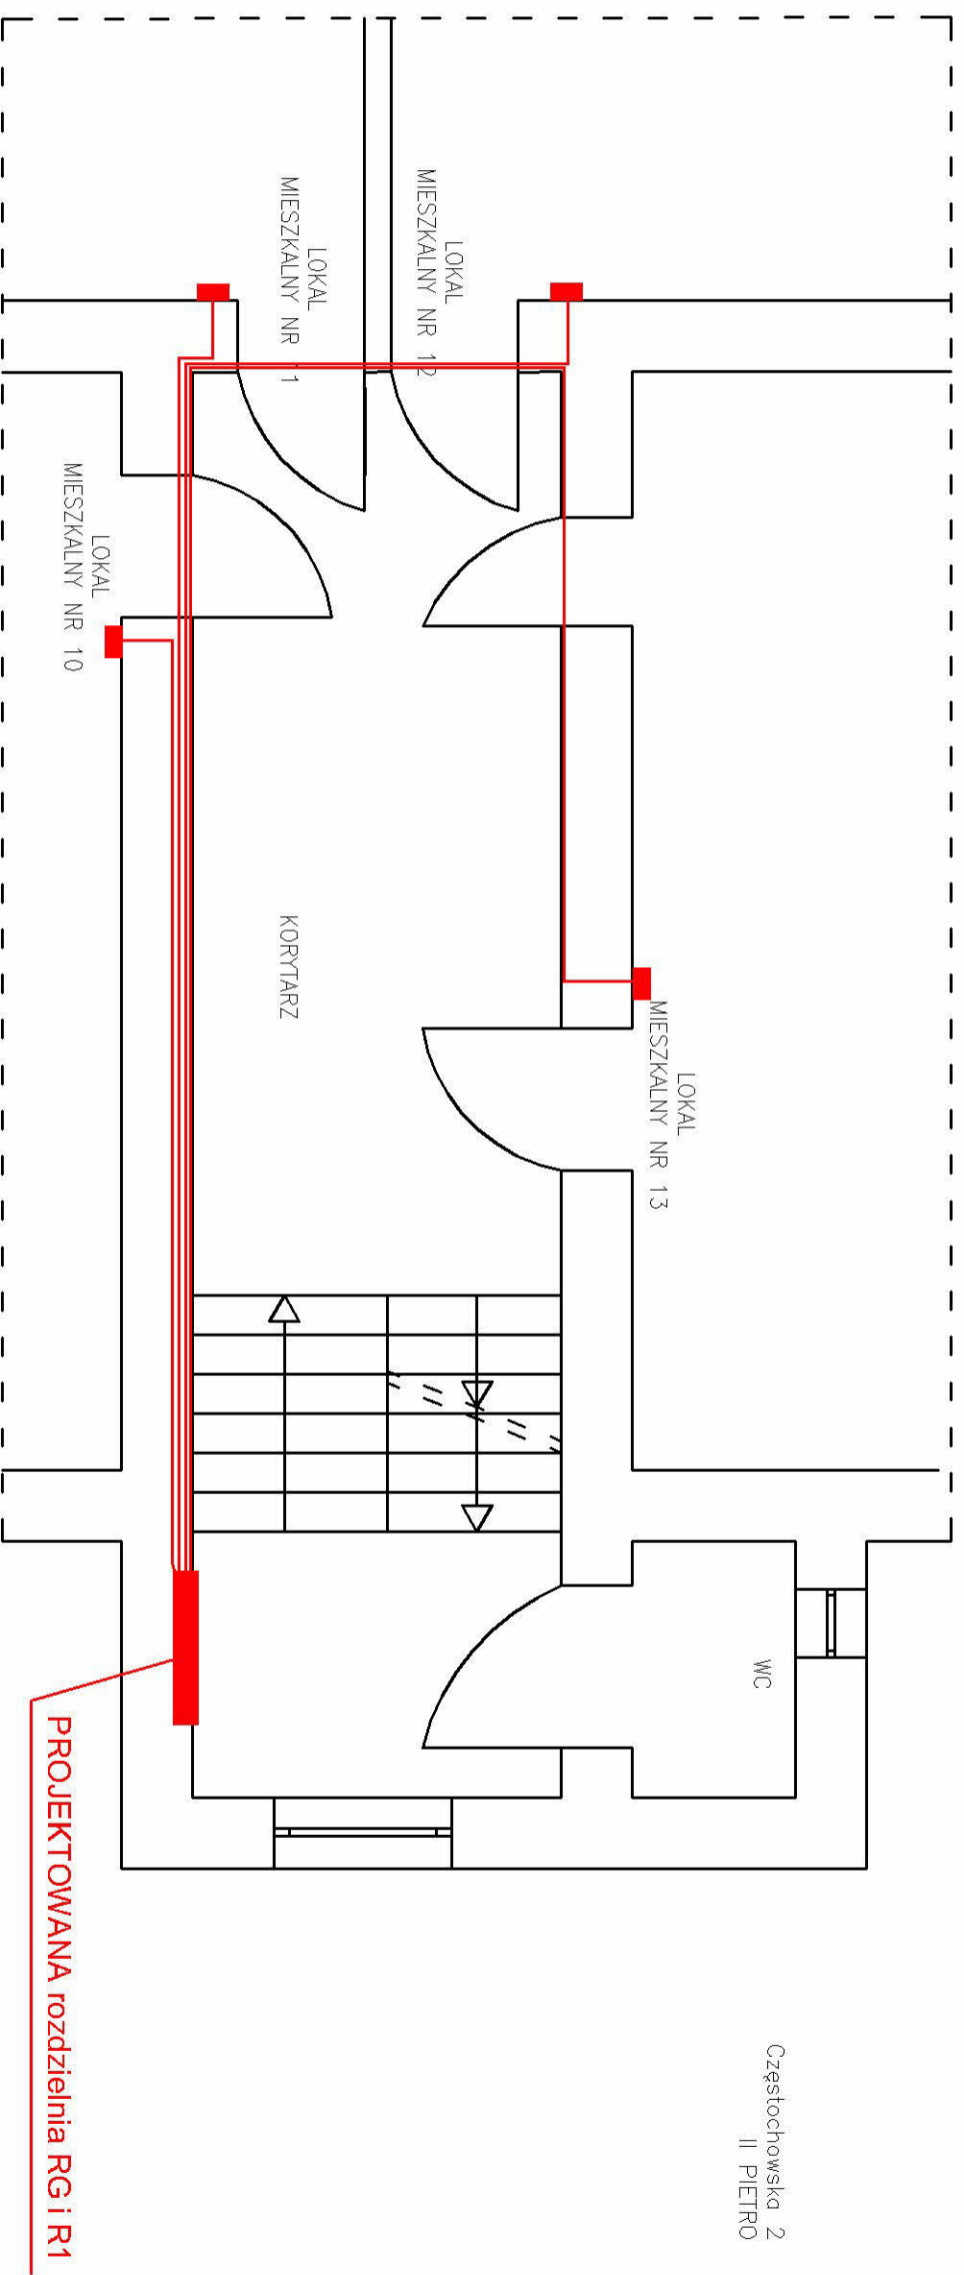 Częstochowska 2
II PIETRO
LOKAL
MIESZKALNY NR 12
LOKAL
MIESZKALNY NR 11
LOKAL
MIESZKALNY NR 10
LOKAL
MIESZKALNY NR 13
KORYTARZ
WC
PROJEKTOWANA rozdzielnia RG i R1